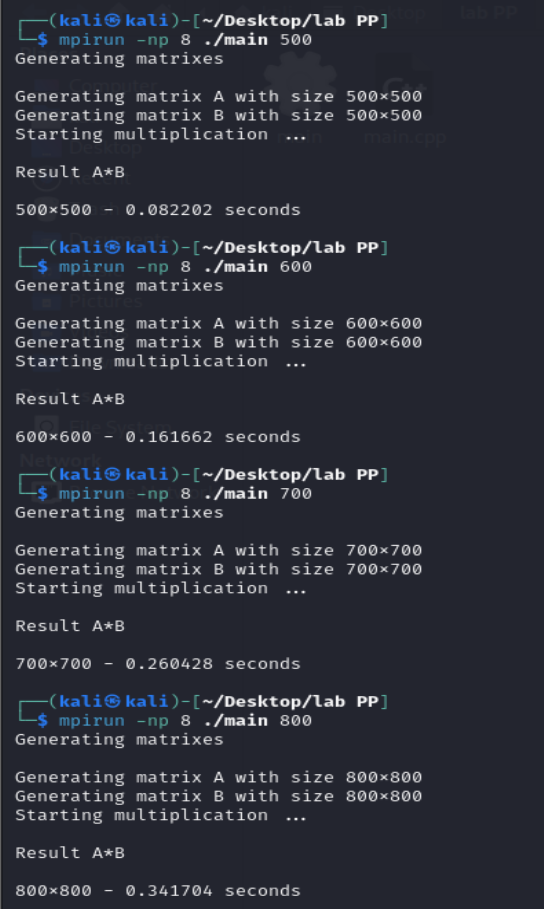 ┌──(kali㉿kali)-[~/Desktop/lab PP]
└─$ mpirun -np 8 ./main 500
Generating matrixes
Generating matrix A with size 500×500
Generating matrix B with size 500×500
Starting multiplication ...
Result A*B
500×500 - 0.082202 seconds
┌──(kali㉿kali)-[~/Desktop/lab PP]
└─$ mpirun -np 8 ./main 600
Generating matrixes
Generating matrix A with size 600×600
Generating matrix B with size 600×600
Starting multiplication ...
Result A*B
600×600 - 0.161662 seconds
┌──(kali㉿kali)-[~/Desktop/lab PP]
└─$ mpirun -np 8 ./main 700
Generating matrixes
Generating matrix A with size 700×700
Generating matrix B with size 700×700
Starting multiplication ...
Result A*B
700×700 - 0.260428 seconds
┌──(kali㉿kali)-[~/Desktop/lab PP]
└─$ mpirun -np 8 ./main 800
Generating matrixes
Generating matrix A with size 800×800
Generating matrix B with size 800×800
Starting multiplication ...
Result A*B
800×800 - 0.341704 seconds